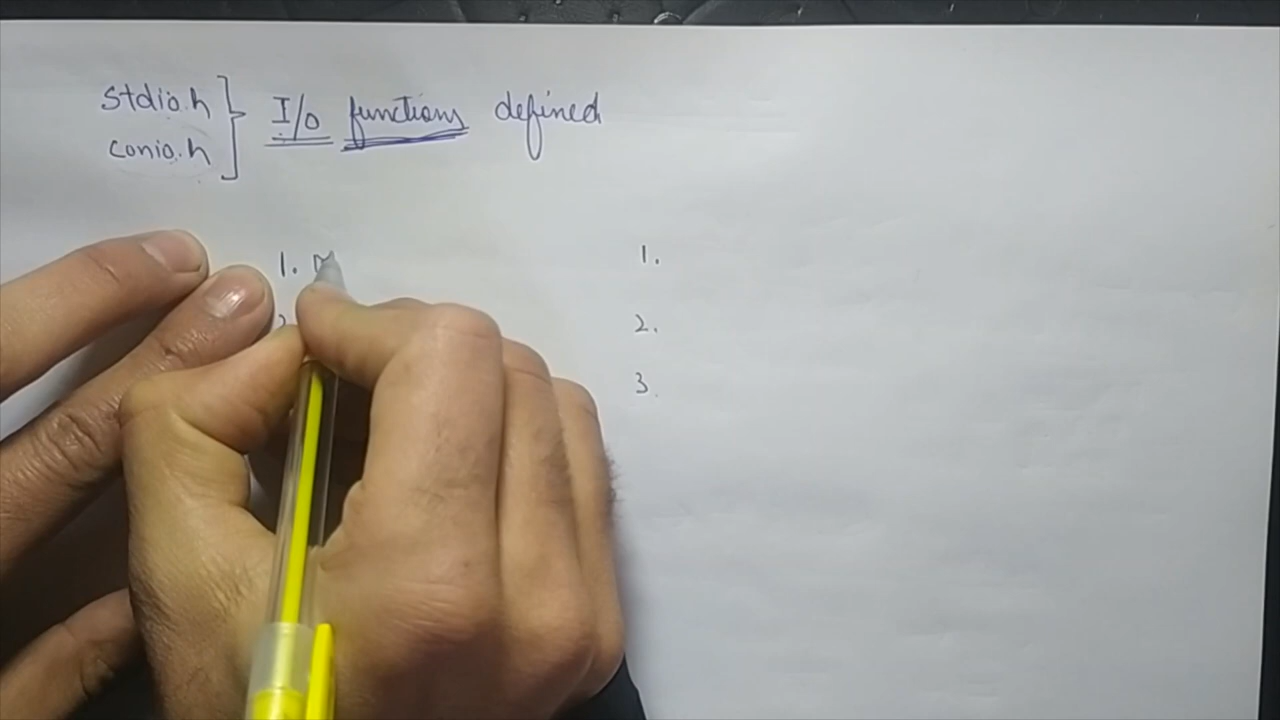 stdio.h } I/O functions defined
conio.h
1.
1.
2.
3.